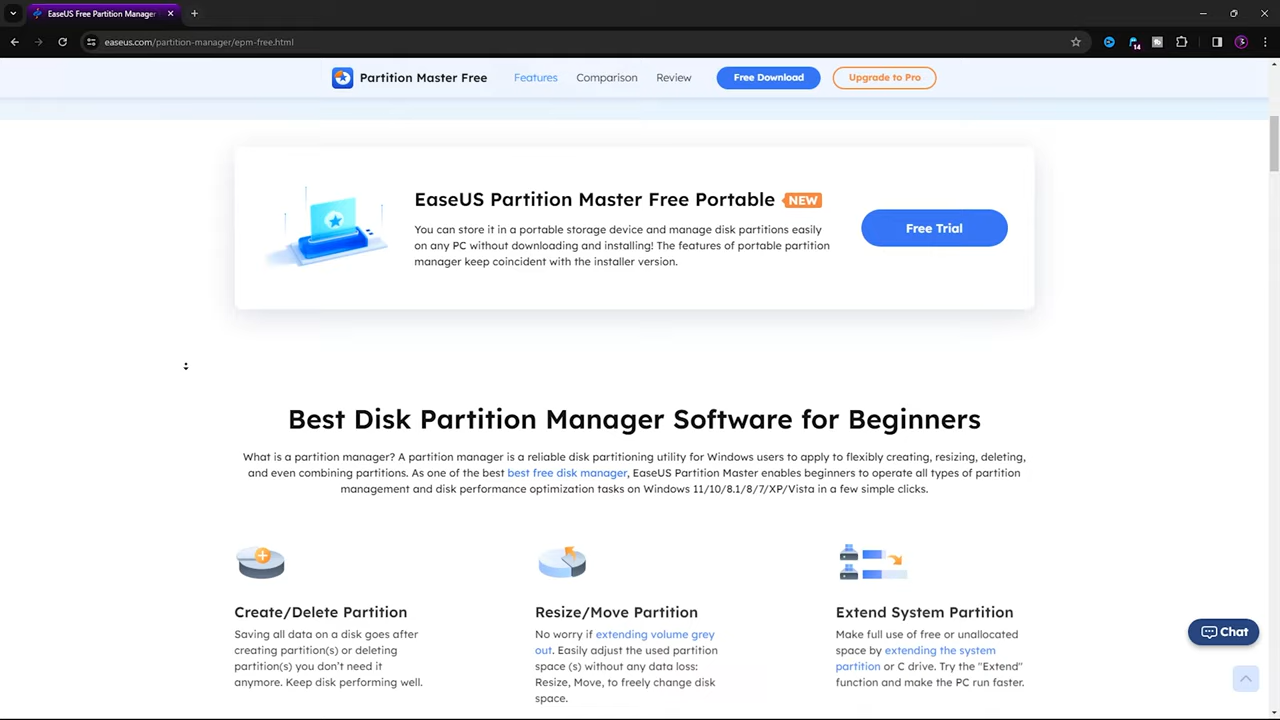 EaseUS Free Partition Manager
easeus.com/partition-manager/epm-free.html
14
3
Partition Master Free
Features
Comparison
Review
Free Download
Upgrade to Pro
EaseUS Partition Master Free Portable NEW
You can store it in a portable storage device and manage disk partitions easily
on any PC without downloading and installing! The features of portable partition
manager keep coincident with the installer version.
Free Trial
Best Disk Partition Manager Software for Beginners
What is a partition manager? A partition manager is a reliable disk partitioning utility for Windows users to apply to flexibly creating, resizing, deleting,
and even combining partitions. As one of the best best free disk manager, EaseUS Partition Master enables beginners to operate all types of partition
management and disk performance optimization tasks on Windows 11/10/8.1/8/7/XP/Vista in a few simple clicks.
Create/Delete Partition
Saving all data on a disk goes after
creating partition(s) or deleting
partition(s) you don't need it
anymore. Keep disk performing well.
Resize/Move Partition
No worry if extending volume grey
out. Easily adjust the used partition
space (s) without any data loss:
Resize, Move, to freely change disk
space.
Extend System Partition
Make full use of free or unallocated
space by extending the system
partition or C drive. Try the "Extend"
function and make the PC run faster.
Chat